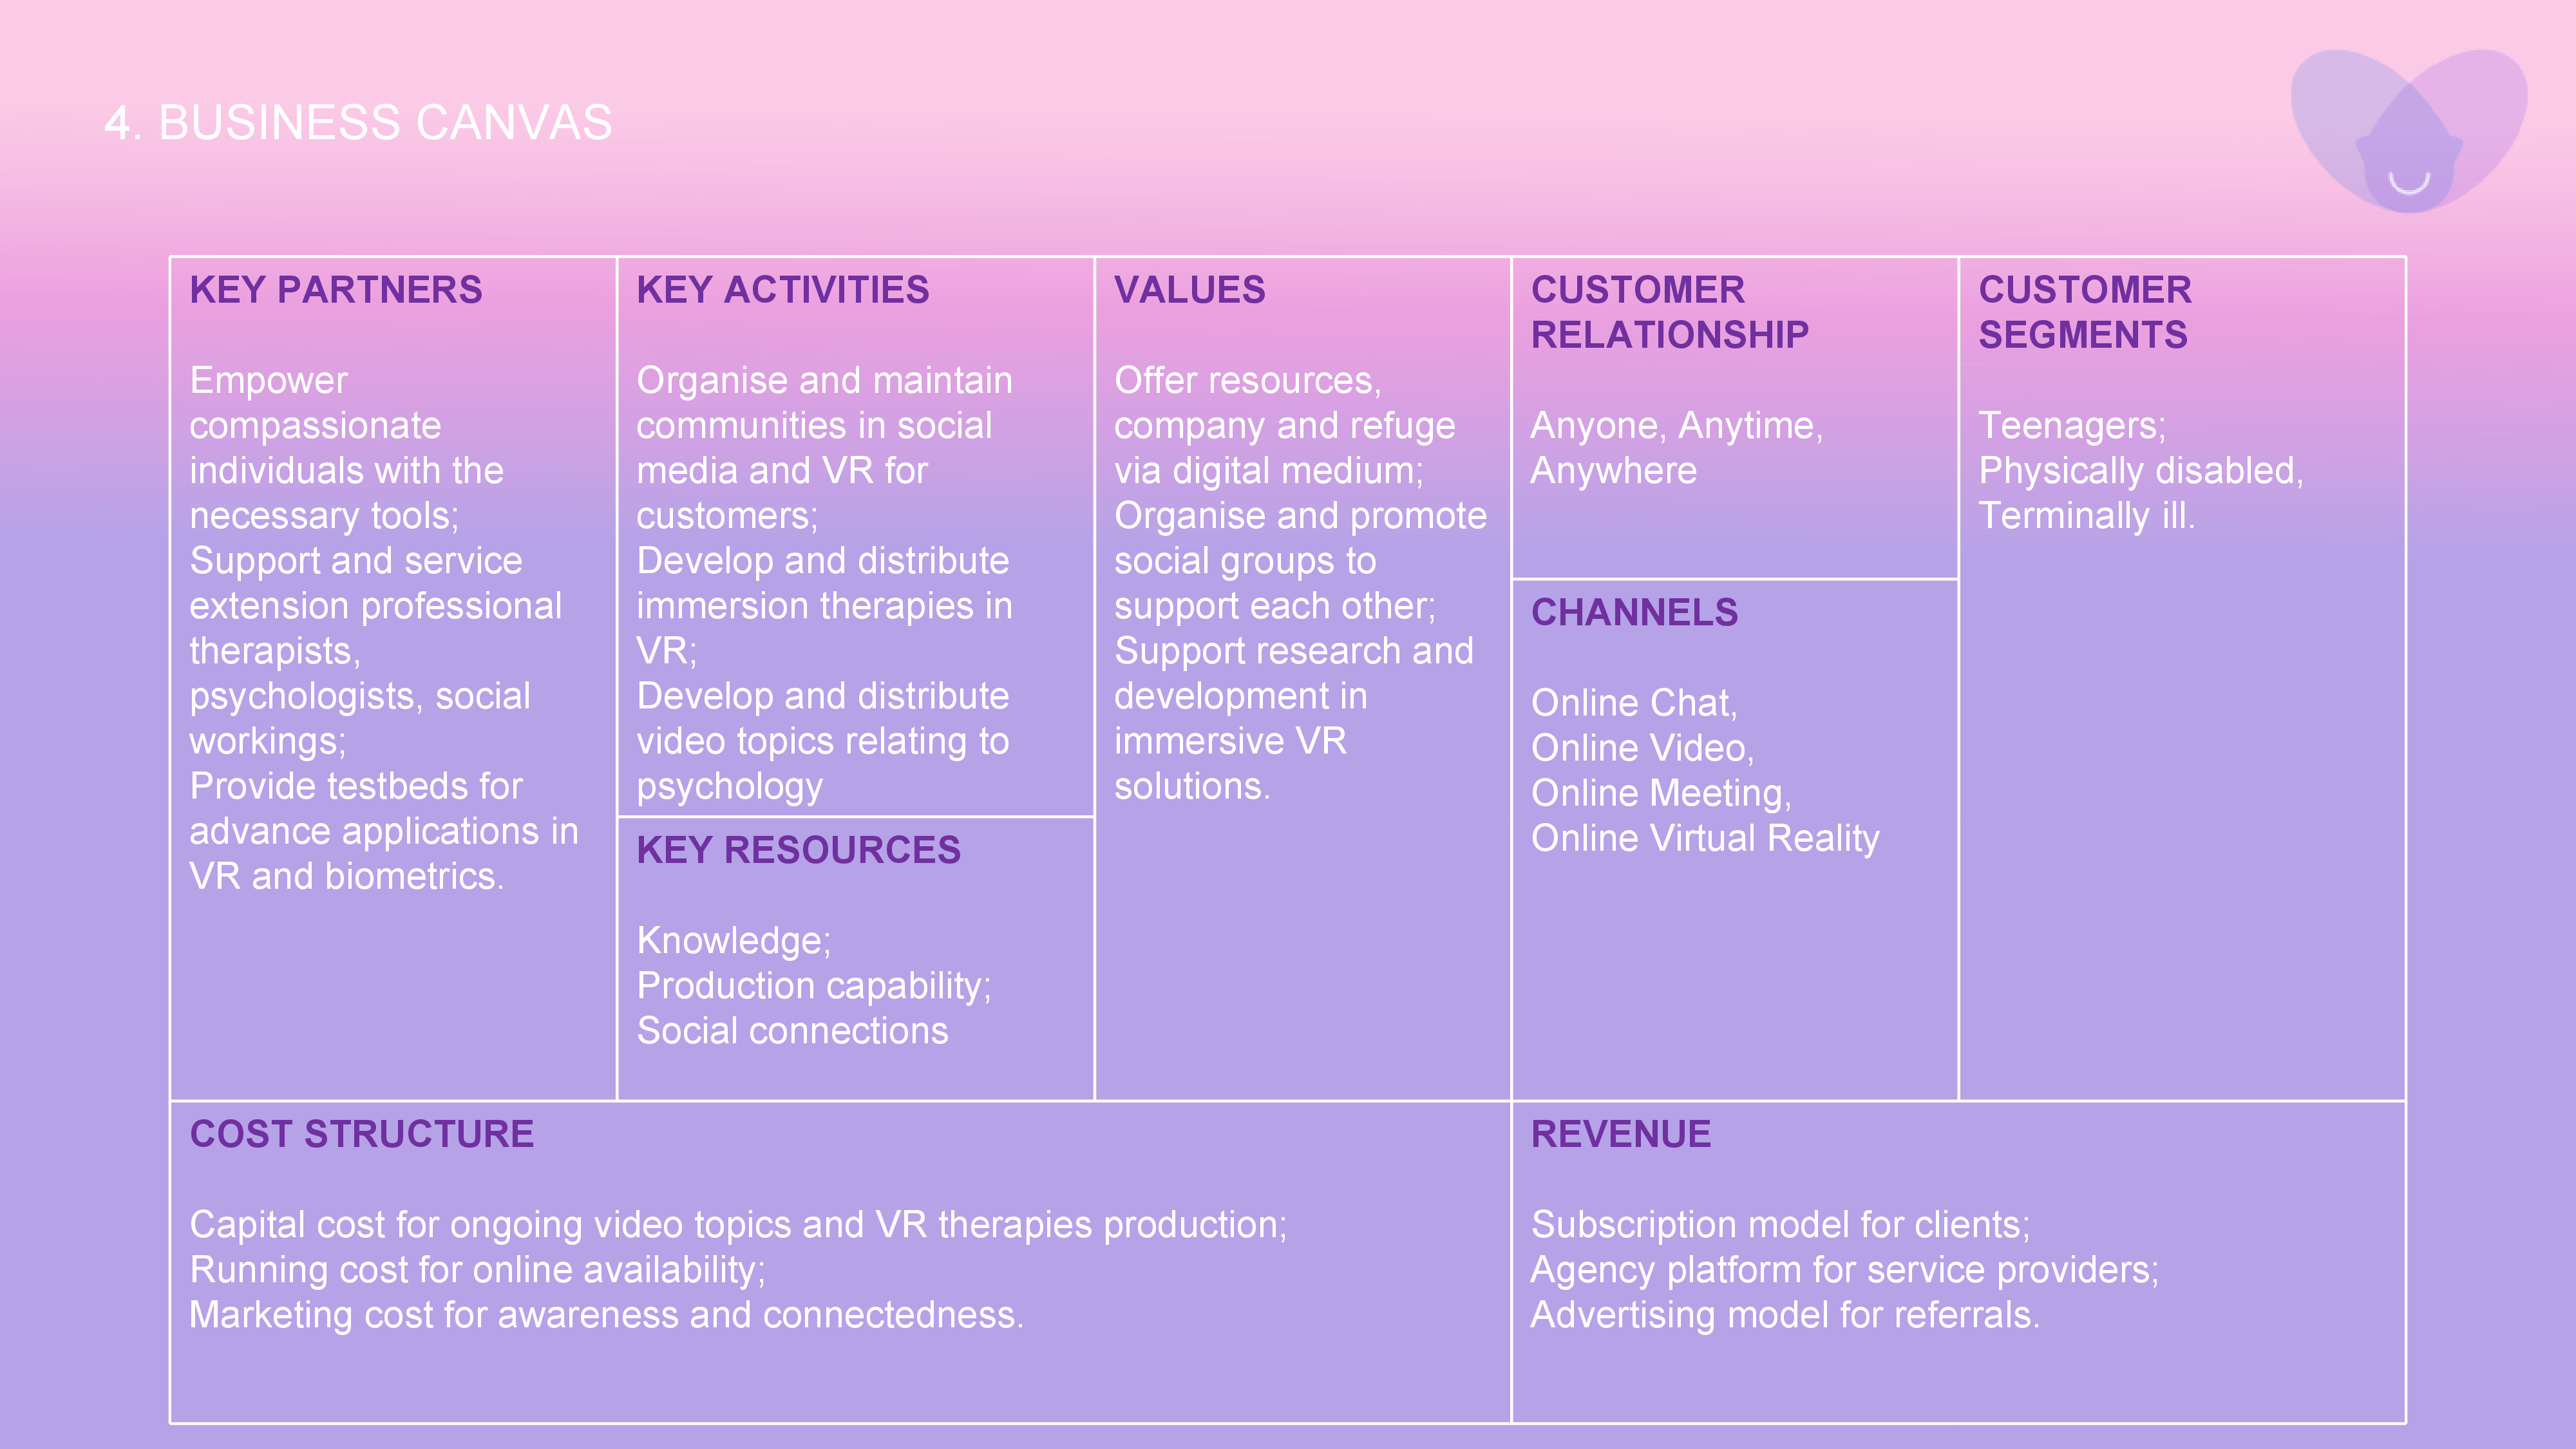 4. BUSINESS CANVAS
KEY PARTNERS
Empower
compassionate
individuals with the
necessary tools;
Support and service
extension professional
therapists,
psychologists, social
workings;
Provide testbeds for
advance applications in
VR and biometrics.
KEY ACTIVITIES
Organise and maintain
communities in social
media and VR for
customers;
Develop and distribute
immersion therapies in
VR;
Develop and distribute
video topics relating to
psychology
KEY RESOURCES
Knowledge;
Production capability;
Social connections
VALUES
Offer resources,
company and refuge
via digital medium;
Organise and promote
social groups to
support each other;
Support research and
development in
immersive VR
solutions.
CUSTOMER
RELATIONSHIP
Anyone, Anytime,
Anywhere
CHANNELS
Online Chat,
Online Video,
Online Meeting,
Online Virtual Reality
CUSTOMER
SEGMENTS
Teenagers;
Physically disabled,
Terminally ill.
COST STRUCTURE
Capital cost for ongoing video topics and VR therapies production;
Running cost for online availability;
Marketing cost for awareness and connectedness.
REVENUE
Subscription model for clients;
Agency platform for service providers;
Advertising model for referrals.